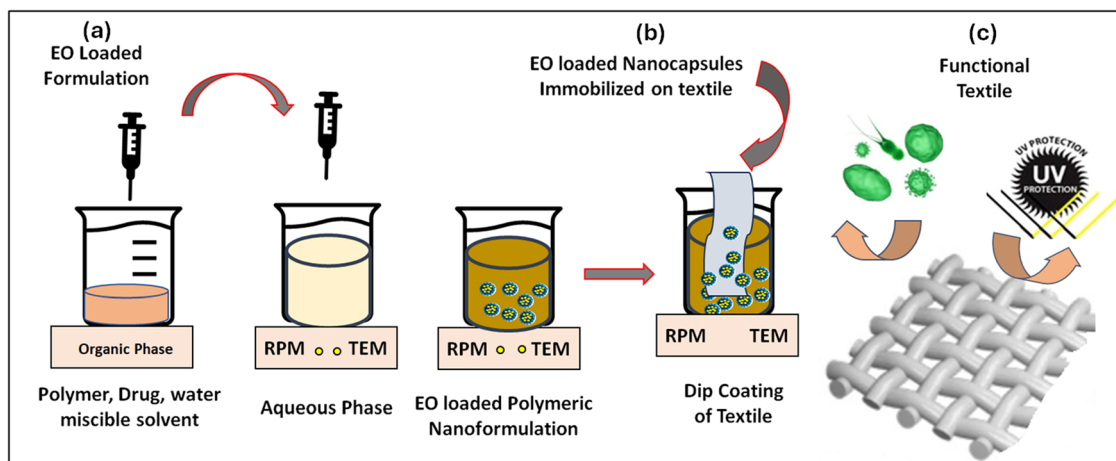 (a)
EO Loaded
Formulation
Organic Phase
Polymer, Drug, water
miscible solvent
RPM TEM
Aqueous Phase
RPM TEM
EO loaded Polymeric
Nanoformulation
(b)
EO loaded Nanocapsules
Immobilized on textile
RPM TEM
Dip Coating
of Textile
(c)
Functional
Textile
UV PROTECTION
UV
PROTECTION